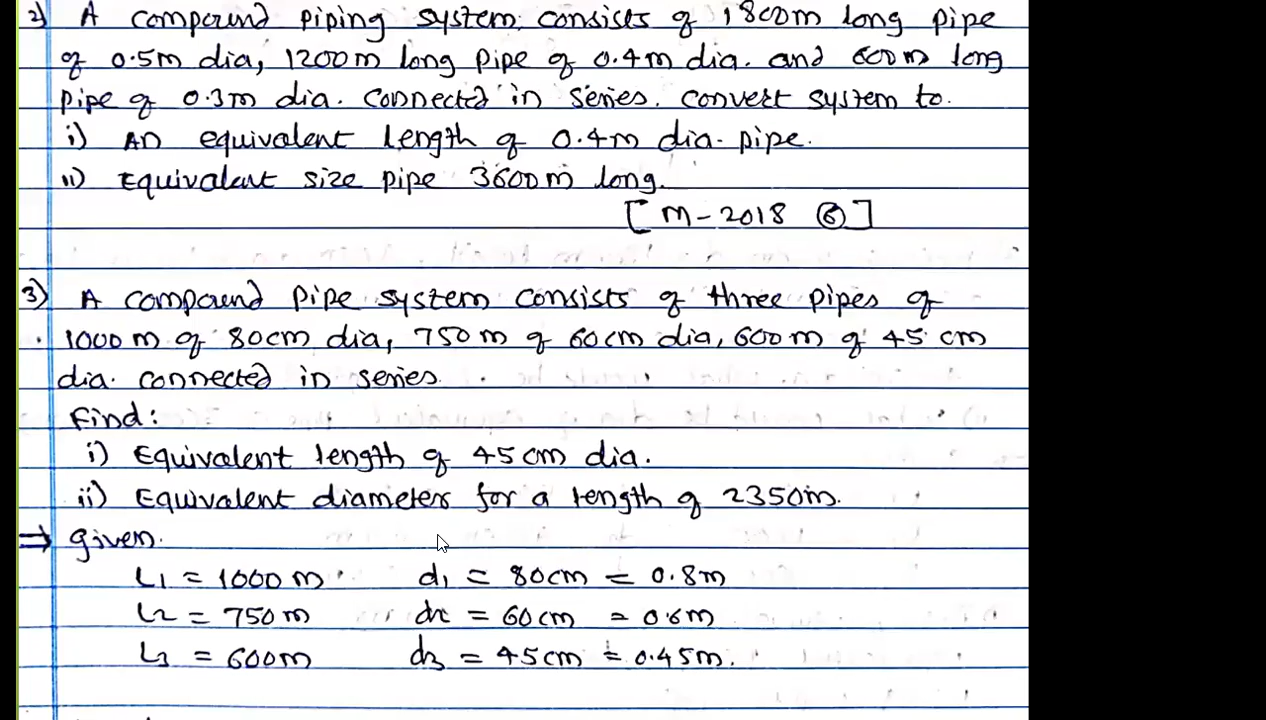 2) A compound piping system consists of 1800m long pipe
of 0.5m dia, 1200m long pipe of 0.4m dia. and 600m long
pipe of 0.3m dia. connected in series. convert system to.
i) An equivalent length of 0.4m dia. pipe.
ii) Equivalent size pipe 3600m long.
[M-2018 ⑥]
3) A compound pipe system consists of three pipes of
1000m of 80cm dia, 750m of 60cm dia, 600m of 45 cm
dia. connected in series.
Find:
i) Equivalent length of 45cm dia.
ii) Equivalent diameters for a length of 2350m.
⇒ given.
L1 = 1000m d1 = 80cm = 0.8m
L2 = 750m d2 = 60cm = 0.6m
L3 = 600m d3 = 45cm = 0.45m.